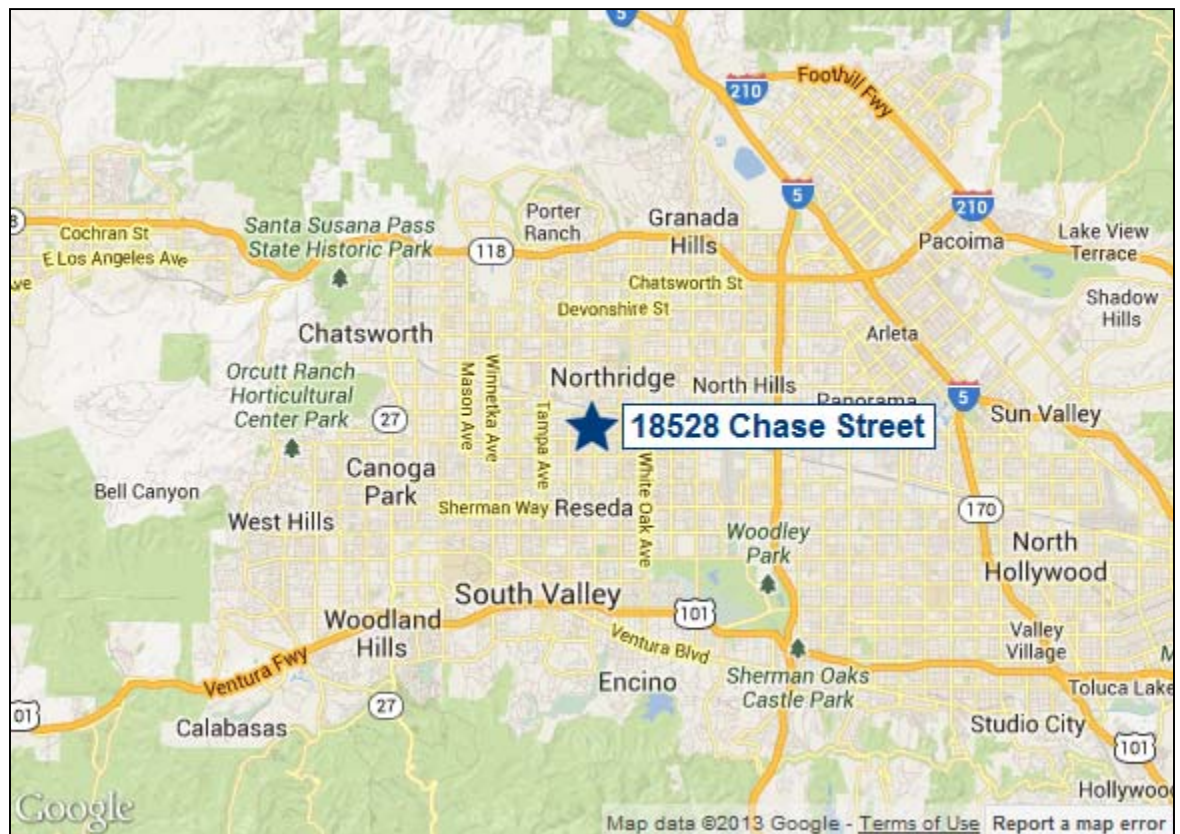 5
210
Foothill Fwy
5
210
Porter
Ranch
Granada
Hills
Pacoima
Lake View
Terrace
Cochran St
Santa Susana Pass
State Historic Park
118
E Los Angeles Ave
Chatsworth St
Devonshire St
Shadow
Hills
Arleta
Chatsworth
Orcutt Ranch
Horticultural
Center Park
27
Mason Ave
Winnetka Ave
Tampa Ave
Northridge
North Hills
Panorama
5
Sun Valley
18528 Chase Street
White Oak Ave
Canoga
Park
Bell Canyon
West Hills
Sherman Way
Reseda
170
Woodley
Park
North
Hollywood
South Valley
101
Woodland
Hills
Ventura Blvd
Valley
Village
Ventura Fwy
Encino
Sherman Oaks
Castle Park
Toluca Lake
27
Calabasas
Studio City
101
Hollywood
Google
Map data ©2013 Google - Terms of Use
Report a map error